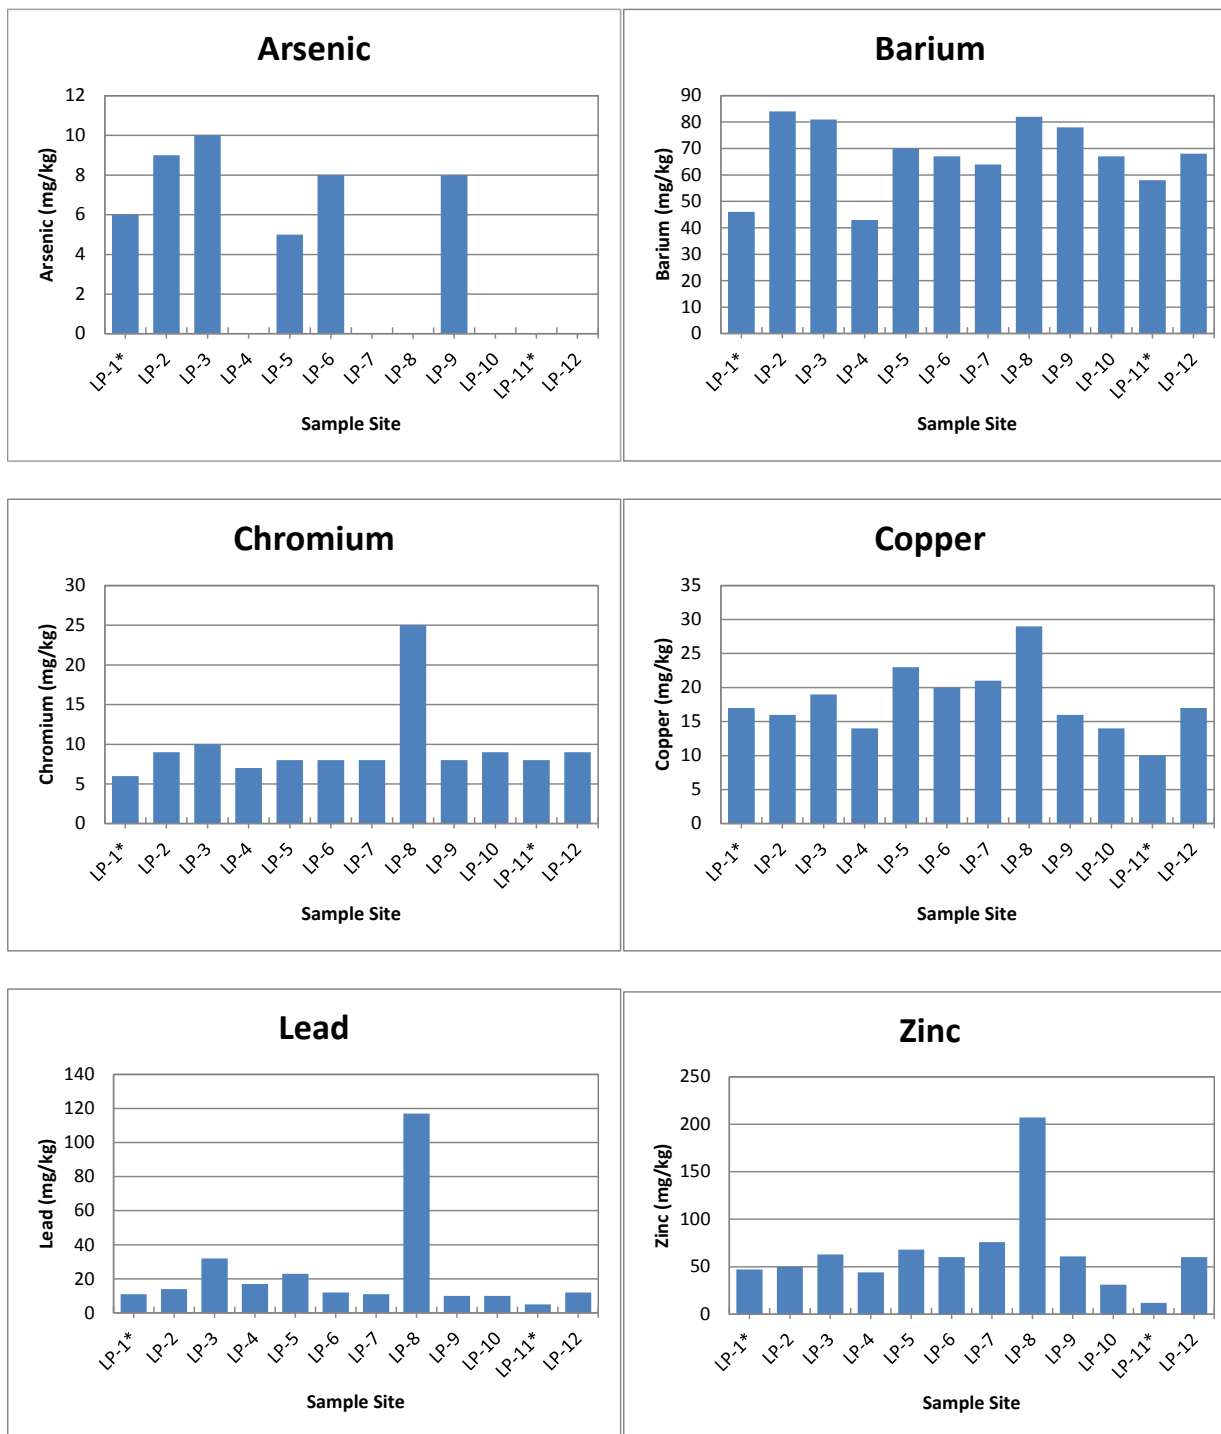 Arsenic
Arsenic (mg/kg)
12
10
8
6
4
2
0
LP-1* LP-2 LP-3 LP-4 LP-5 LP-6 LP-7 LP-8 LP-9 LP-10 LP-11* LP-12
Sample Site
Barium
Barium (mg/kg)
90
80
70
60
50
40
30
20
10
0
LP-1* LP-2 LP-3 LP-4 LP-5 LP-6 LP-7 LP-8 LP-9 LP-10 LP-11* LP-12
Sample Site
Chromium
Chromium (mg/kg)
30
25
20
15
10
5
0
LP-1* LP-2 LP-3 LP-4 LP-5 LP-6 LP-7 LP-8 LP-9 LP-10 LP-11* LP-12
Sample Site
Copper
Copper (mg/kg)
35
30
25
20
15
10
5
0
LP-1* LP-2 LP-3 LP-4 LP-5 LP-6 LP-7 LP-8 LP-9 LP-10 LP-11* LP-12
Sample Site
Lead
Lead (mg/kg)
140
120
100
80
60
40
20
0
LP-1* LP-2 LP-3 LP-4 LP-5 LP-6 LP-7 LP-8 LP-9 LP-10 LP-11* LP-12
Sample Site
Zinc
Zinc (mg/kg)
250
200
150
100
50
0
LP-1* LP-2 LP-3 LP-4 LP-5 LP-6 LP-7 LP-8 LP-9 LP-10 LP-11* LP-12
Sample Site